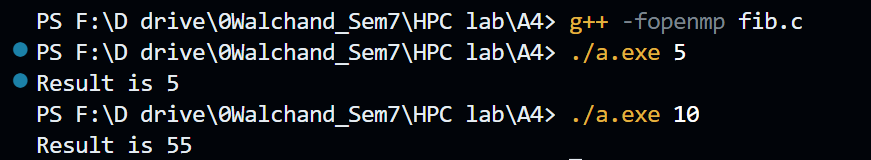 PS F:\D drive\0Walchand_Sem7\HPC lab\A4> g++ -fopenmp fib.c
PS F:\D drive\0Walchand_Sem7\HPC lab\A4> ./a.exe 5
Result is 5
PS F:\D drive\0Walchand_Sem7\HPC lab\A4> ./a.exe 10
Result is 55